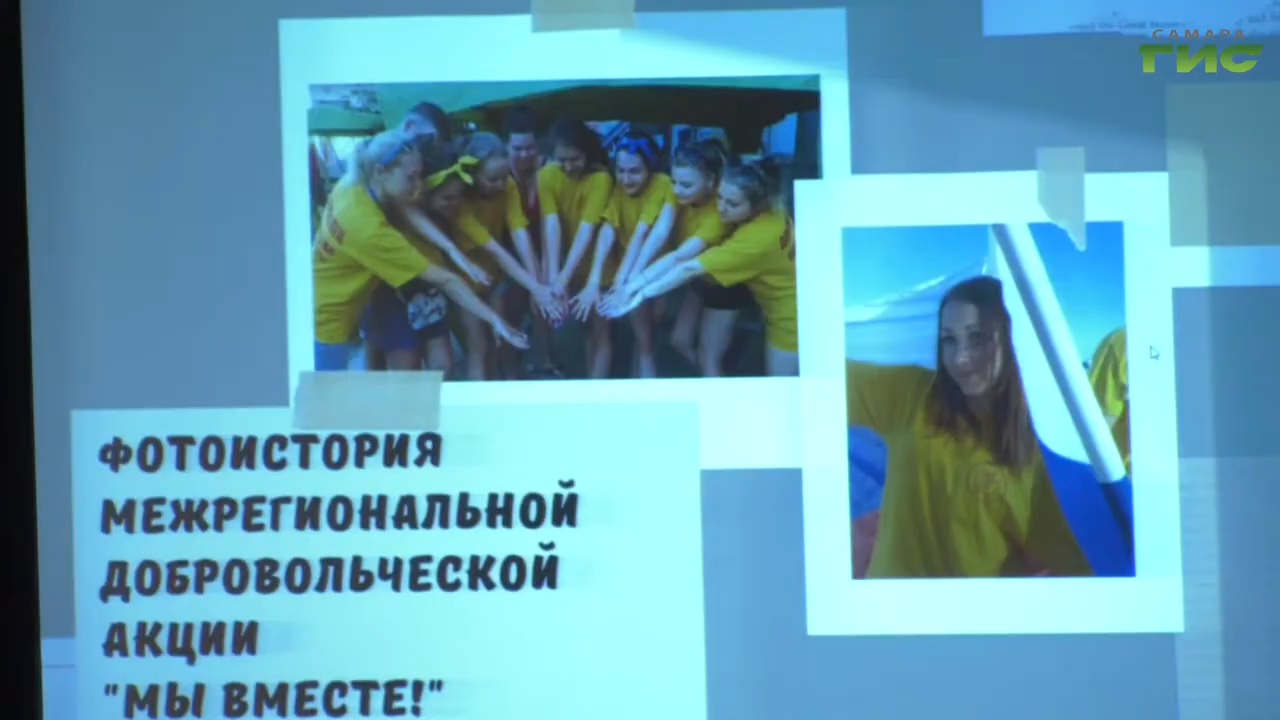 САМАРА
ГИС
ФОТОИСТОРИЯ
МЕЖРЕГИОНАЛЬНОЙ
ДОБРОВОЛЬЧЕСКОЙ
АКЦИИ
"МЫ ВМЕСТЕ!"